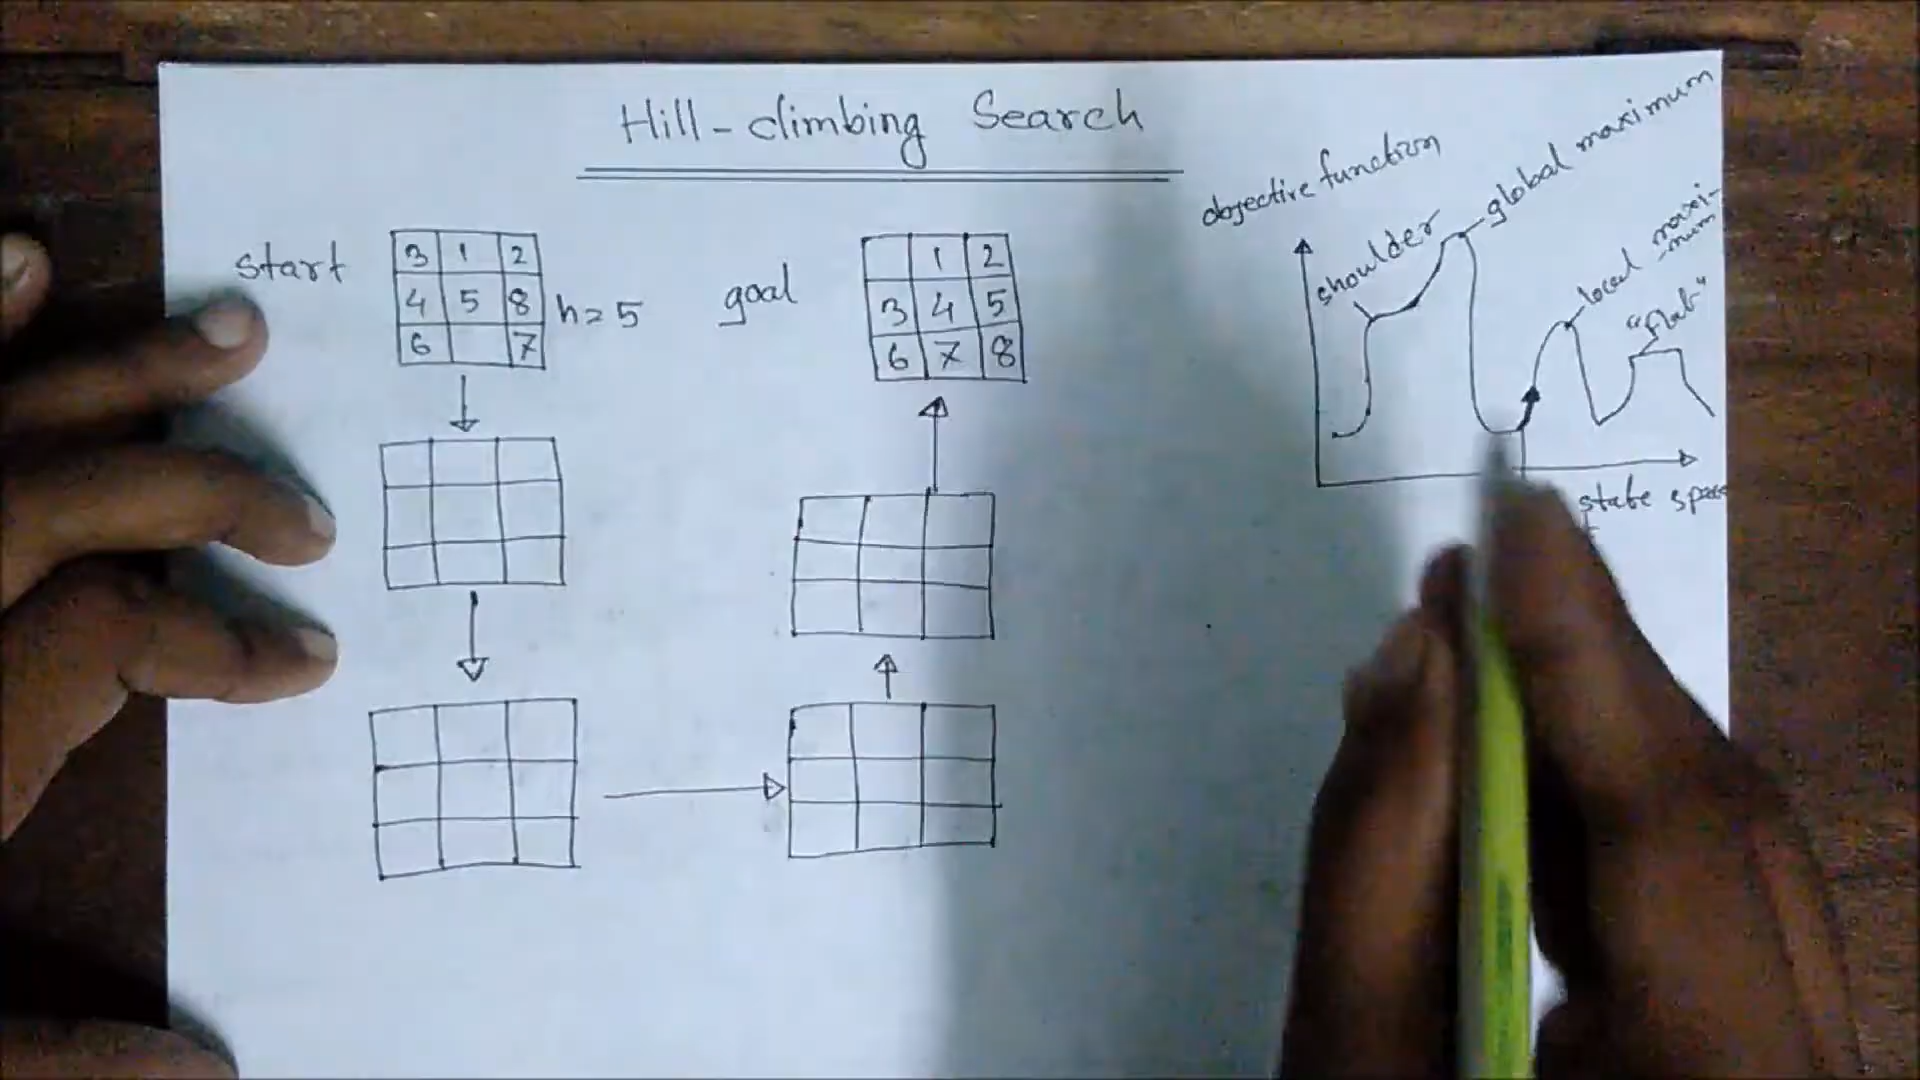 Hill-climbing Search
start
3 1 2
4 5 8
6 7
h = 5
goal
1 2
3 4 5
6 7 8
objective function
shoulder
global maximum
local maxi-
mum
"flat"
state space